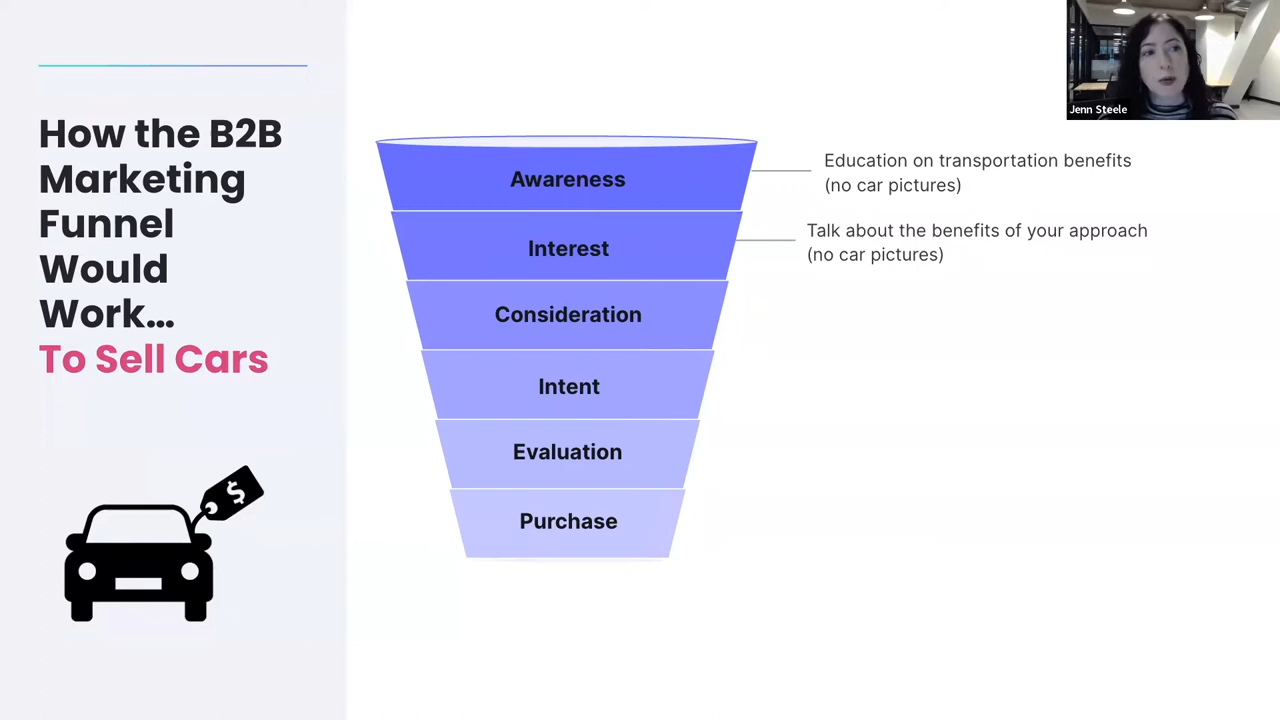 How the B2B
Marketing
Funnel
Would
Work...
To Sell Cars
$
Awareness
Education on transportation benefits
(no car pictures)
Interest
Talk about the benefits of your approach
(no car pictures)
Consideration
Intent
Evaluation
Purchase
Jenn Steele